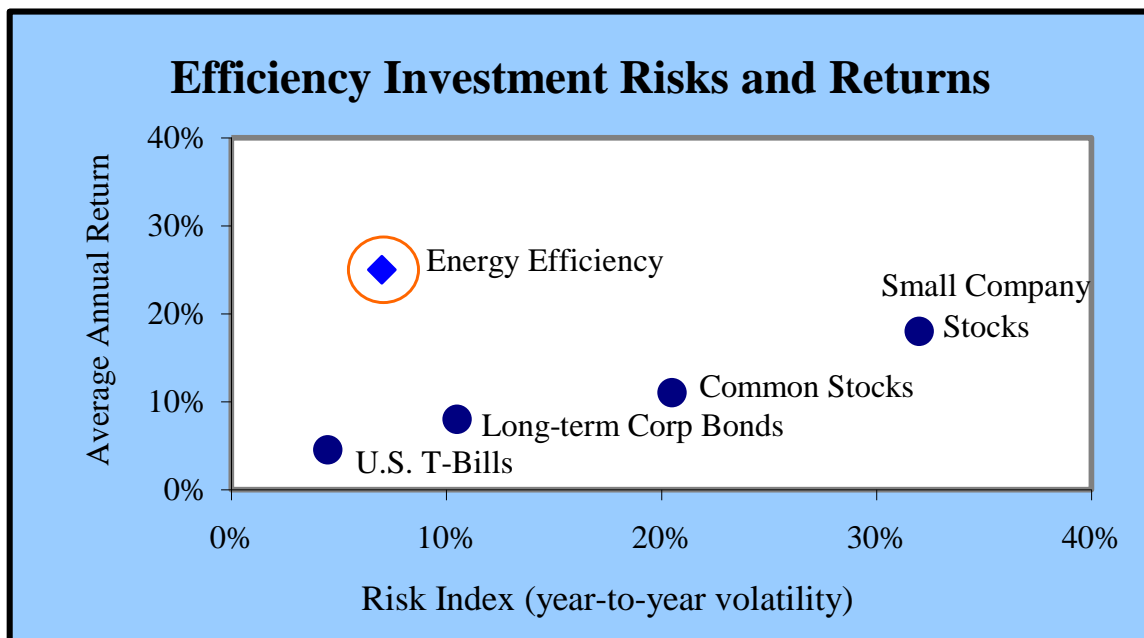 Efficiency Investment Risks and Returns
Average Annual Return
40%
30%
20%
10%
0%
Energy Efficiency
Small Company
Stocks
Common Stocks
Long-term Corp Bonds
U.S. T-Bills
0%
10%
20%
30%
40%
Risk Index (year-to-year volatility)